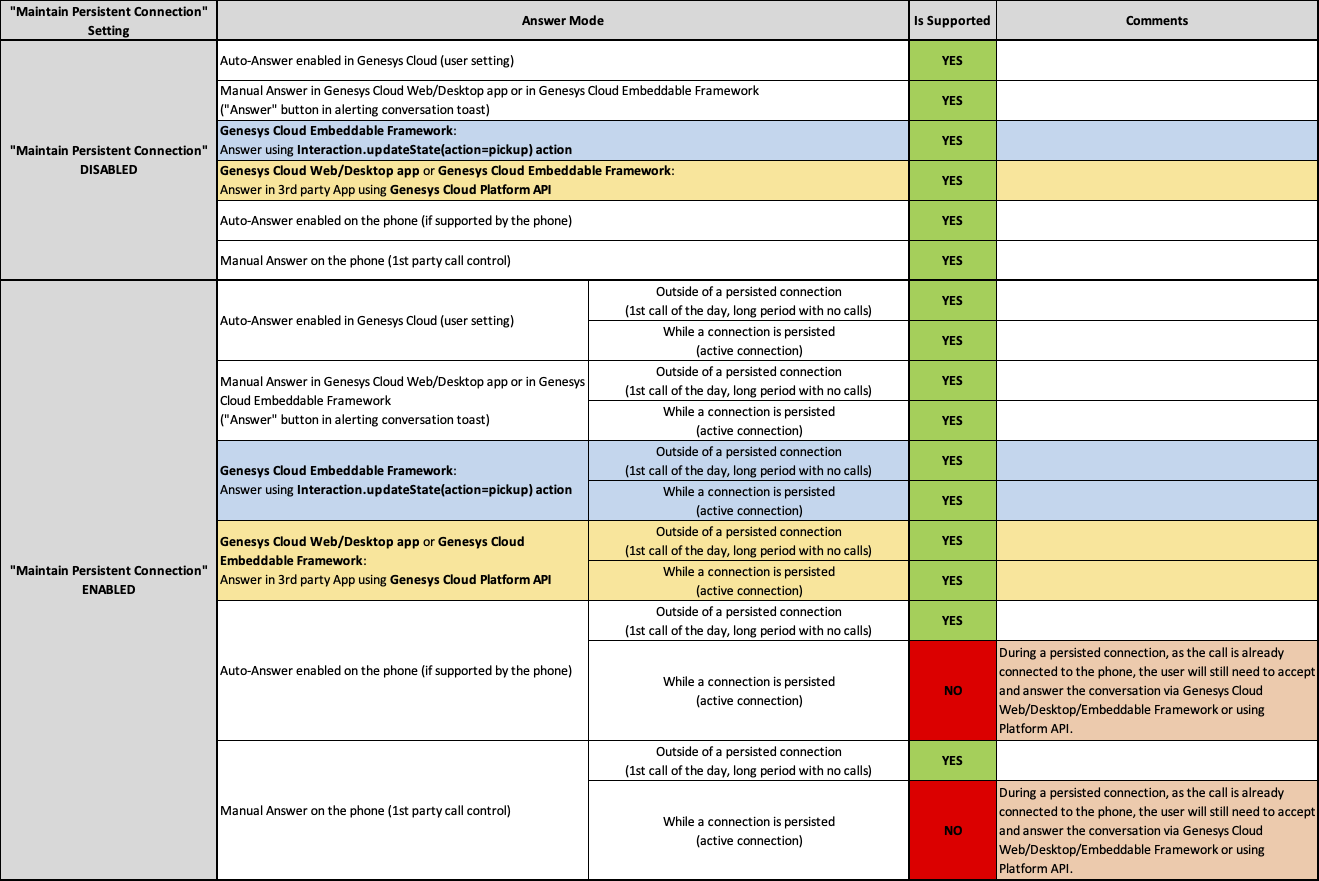 "Maintain Persistent Connection"
Setting
Answer Mode
Is Supported
Comments
"Maintain Persistent Connection"
DISABLED
Auto-Answer enabled in Genesys Cloud (user setting)
YES
Manual Answer in Genesys Cloud Web/Desktop app or in Genesys Cloud Embeddable Framework
("Answer" button in alerting conversation toast)
YES
Genesys Cloud Embeddable Framework:
Answer using Interaction.updateState(action=pickup) action
YES
Genesys Cloud Web/Desktop app or Genesys Cloud Embeddable Framework:
Answer in 3rd party App using Genesys Cloud Platform API
YES
Auto-Answer enabled on the phone (if supported by the phone)
YES
Manual Answer on the phone (1st party call control)
YES
"Maintain Persistent Connection"
ENABLED
Auto-Answer enabled in Genesys Cloud (user setting)
Outside of a persisted connection
(1st call of the day, long period with no calls)
YES
While a connection is persisted
(active connection)
YES
Manual Answer in Genesys Cloud Web/Desktop app or in Genesys
Cloud Embeddable Framework
("Answer" button in alerting conversation toast)
Outside of a persisted connection
(1st call of the day, long period with no calls)
YES
While a connection is persisted
(active connection)
YES
Genesys Cloud Embeddable Framework:
Answer using Interaction.updateState(action=pickup) action
Outside of a persisted connection
(1st call of the day, long period with no calls)
YES
While a connection is persisted
(active connection)
YES
Genesys Cloud Web/Desktop app or Genesys Cloud
Embeddable Framework:
Answer in 3rd party App using Genesys Cloud Platform API
Outside of a persisted connection
(1st call of the day, long period with no calls)
YES
While a connection is persisted
(active connection)
YES
Auto-Answer enabled on the phone (if supported by the phone)
Outside of a persisted connection
(1st call of the day, long period with no calls)
YES
While a connection is persisted
(active connection)
NO
During a persisted connection, as the call is already
connected to the phone, the user will still need to accept
and answer the conversation via Genesys Cloud
Web/Desktop/Embeddable Framework or using
Platform API.
Manual Answer on the phone (1st party call control)
Outside of a persisted connection
(1st call of the day, long period with no calls)
YES
While a connection is persisted
(active connection)
NO
During a persisted connection, as the call is already
connected to the phone, the user will still need to accept
and answer the conversation via Genesys Cloud
Web/Desktop/Embeddable Framework or using
Platform API.